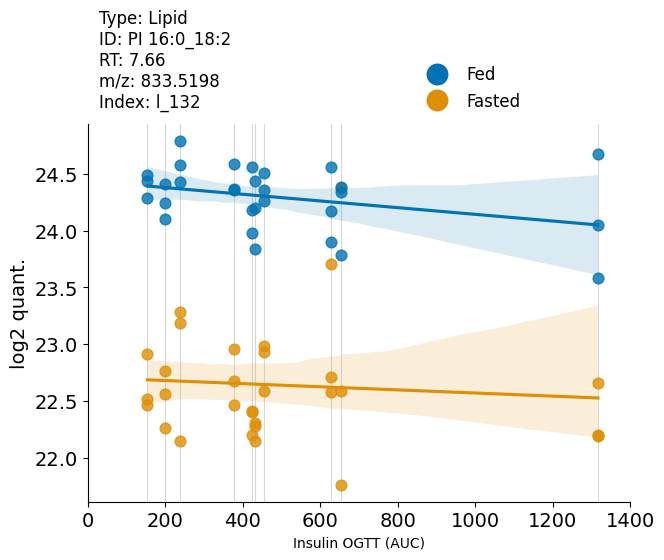 Type: Lipid
ID: PI 16:0_18:2
RT: 7.66
m/z: 833.5198
Index: l_132
Fed
Fasted
24.5
24.0
23.5
23.0
22.5
22.0
log2 quant.
0 200 400 600 800 1000 1200 1400
Insulin OGTT (AUC)